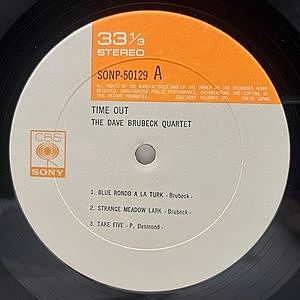 33 1/3
STEREO
SONP-50129 A
ALL RIGHTS OF THE MANUFACTURER AND OF THE OWNER OF THE RECORDED WORK
RESERVED. UNAUTHORIZED PUBLIC PERFORMANCE, BROADCASTING AND COPYING OF
THIS RECORD PROHIBITED. CBS/SONY RECORDS INC. TOKYO JAPAN.
TIME OUT
THE DAVE BRUBECK QUARTET
CBS
SONY
1. BLUE RONDO A LA TURK - Brubeck -
2. STRANGE MEADOW LARK - Brubeck -
3. TAKE FIVE - P. Desmond -